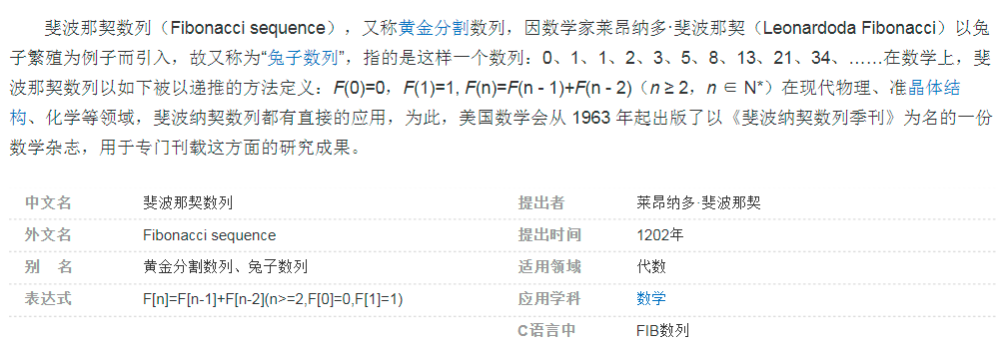 斐波那契数列（Fibonacci sequence），又称黄金分割数列，因数学家莱昂纳多·斐波那契（Leonardoda Fibonacci）以兔
子繁殖为例子而引入，故又称为“兔子数列”，指的是这样一个数列：0、1、1、2、3、5、8、13、21、34、……在数学上，斐
波那契数列以如下被以递推的方法定义：F(0)=0，F(1)=1, F(n)=F(n - 1)+F(n - 2)（n ≥ 2，n ∈ N*）在现代物理、准晶体结
构、化学等领域，斐波纳契数列都有直接的应用，为此，美国数学会从 1963 年起出版了以《斐波纳契数列季刊》为名的一份
数学杂志，用于专门刊载这方面的研究成果。
中文名 斐波那契数列 提出者 莱昂纳多·斐波那契
外文名 Fibonacci sequence 提出时间 1202年
别 名 黄金分割数列、兔子数列 适用领域 代数
表达式 F[n]=F[n-1]+F[n-2](n>=2,F[0]=0,F[1]=1) 应用学科 数学
C语言中 FIB数列